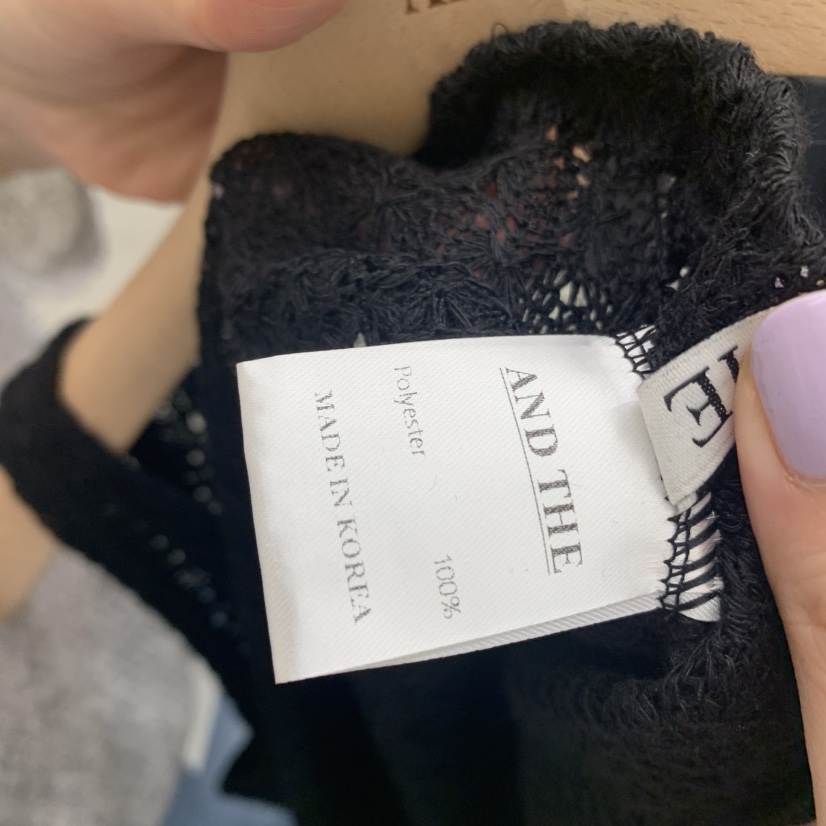 AND THE
Polyester 100%
MADE IN KOREA